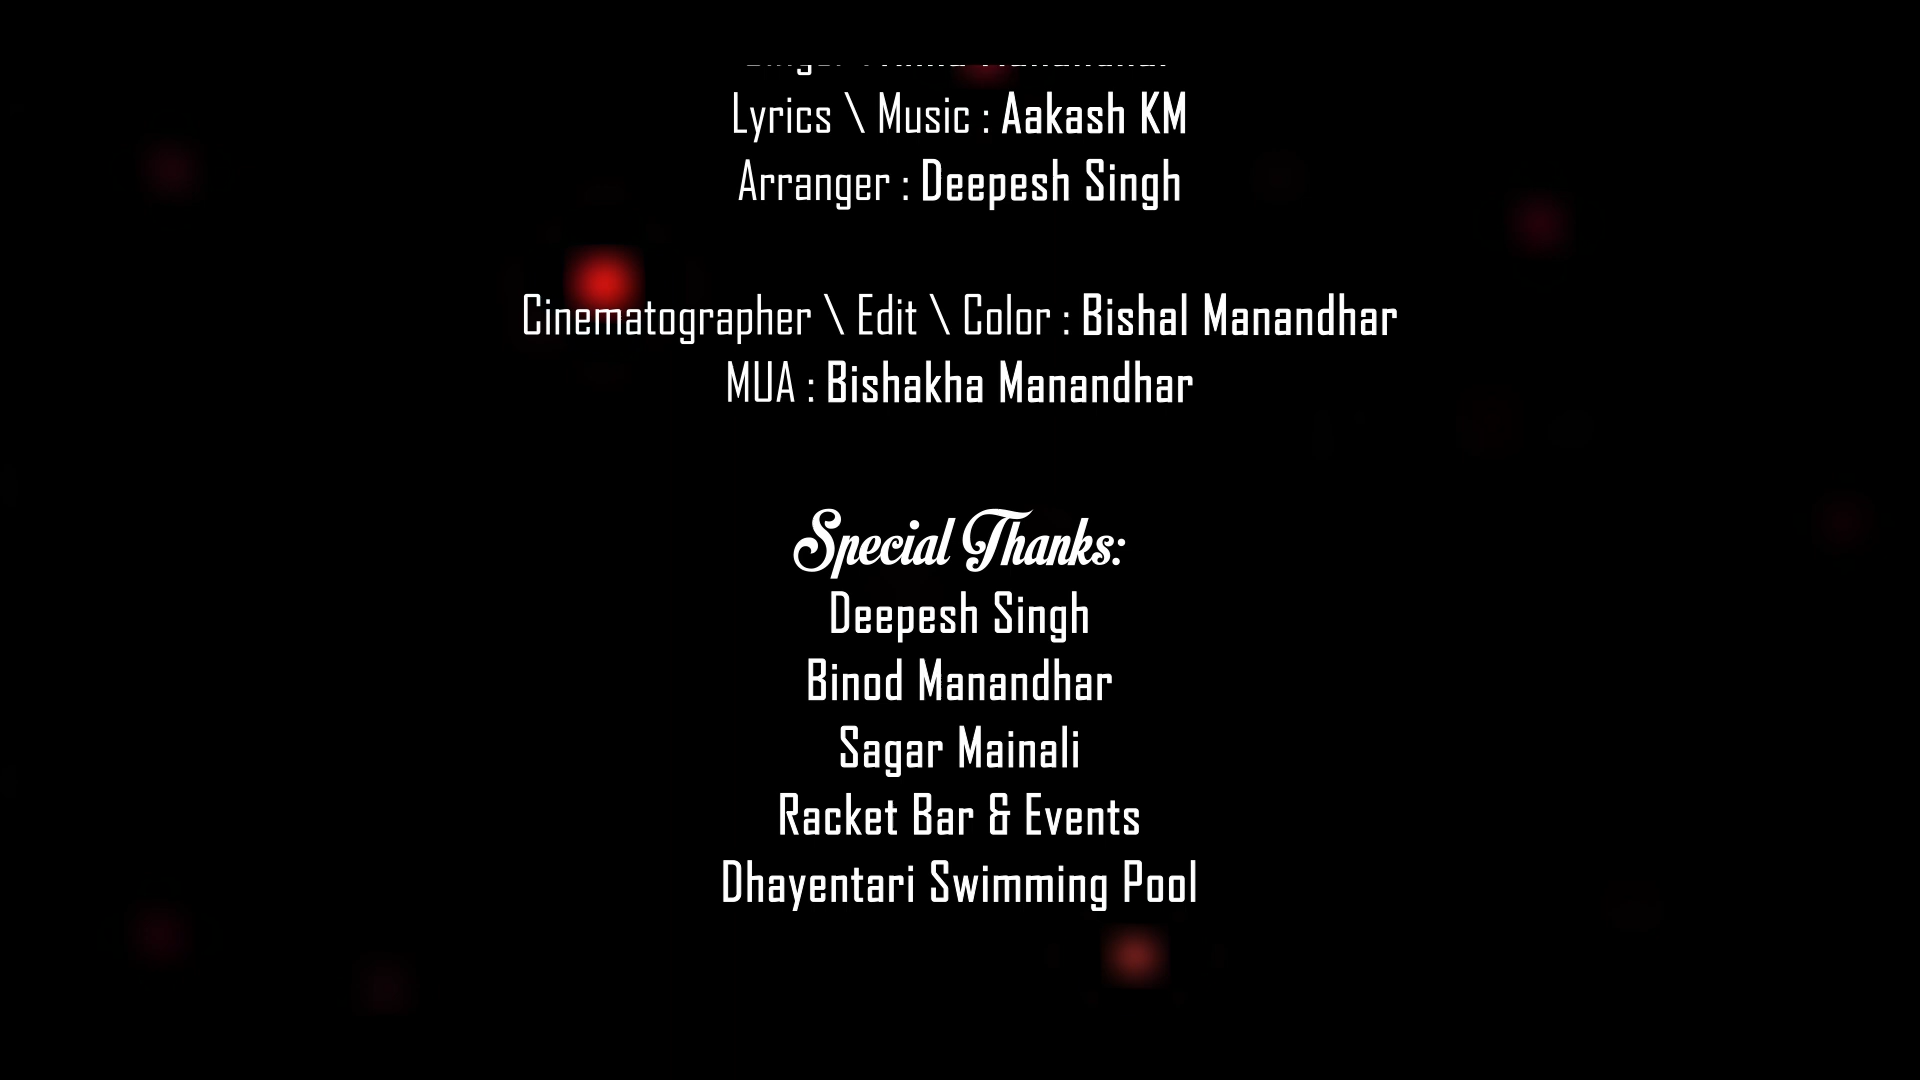 Lyrics \ Music : Aakash KM
Arranger : Deepesh Singh
Cinematographer \ Edit \ Color : Bishal Manandhar
MUA : Bishakha Manandhar
Special Thanks:
Deepesh Singh
Binod Manandhar
Sagar Mainali
Racket Bar & Events
Dhayentari Swimming Pool